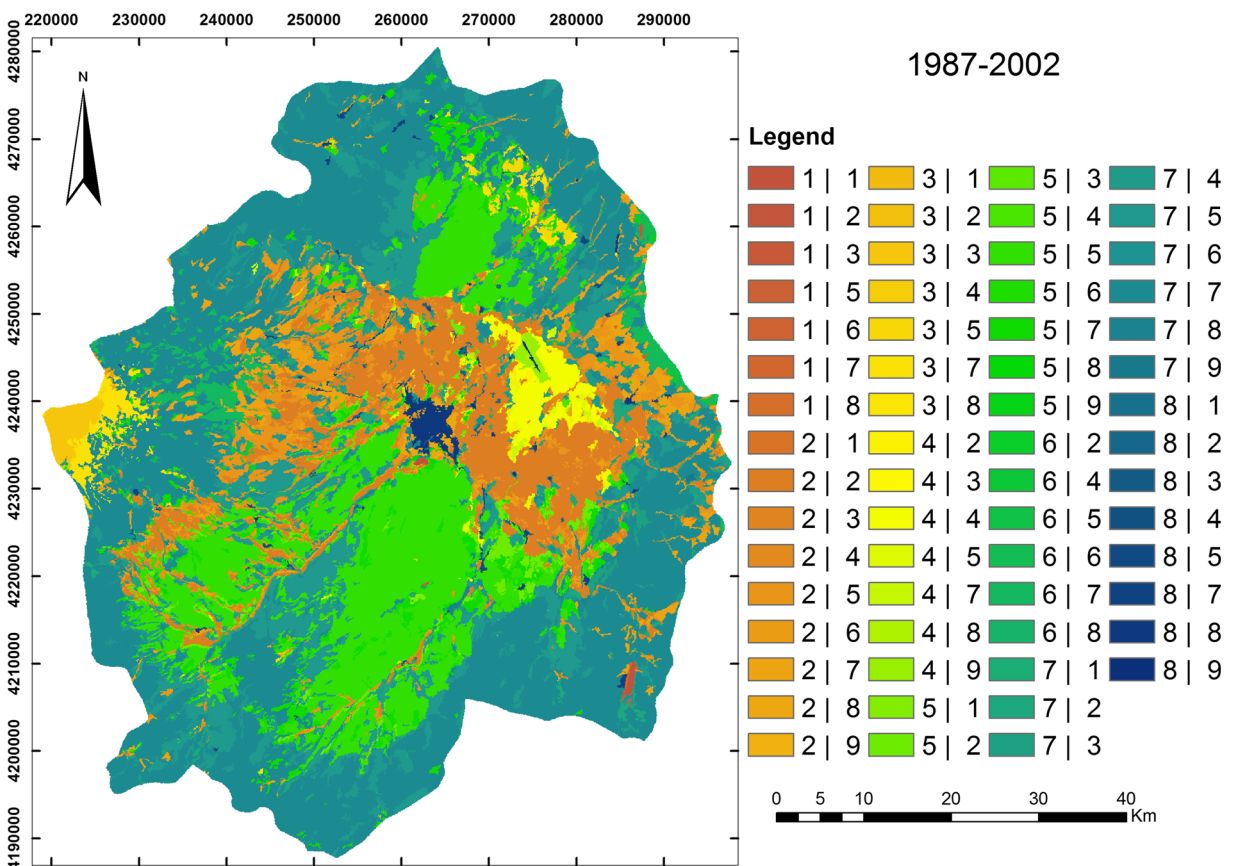 220000 230000 240000 250000 260000 270000 280000 290000
4280000
4270000
4260000
4250000
4240000
4230000
4220000
4210000
4200000
4190000
N
1987-2002
Legend
1 | 1 3 | 1 5 | 3 7 | 4
1 | 2 3 | 2 5 | 4 7 | 5
1 | 3 3 | 3 5 | 5 7 | 6
1 | 5 3 | 4 5 | 6 7 | 7
1 | 6 3 | 5 5 | 7 7 | 8
1 | 7 3 | 7 5 | 8 7 | 9
1 | 8 3 | 8 5 | 9 8 | 1
2 | 1 4 | 2 6 | 2 8 | 2
2 | 2 4 | 3 6 | 4 8 | 3
2 | 3 4 | 4 6 | 5 8 | 4
2 | 4 4 | 5 6 | 6 8 | 5
2 | 5 4 | 7 6 | 7 8 | 7
2 | 6 4 | 8 6 | 8 8 | 8
2 | 7 4 | 9 7 | 1 8 | 9
2 | 8 5 | 1 7 | 2
2 | 9 5 | 2 7 | 3
0 5 10 20 30 40
Km